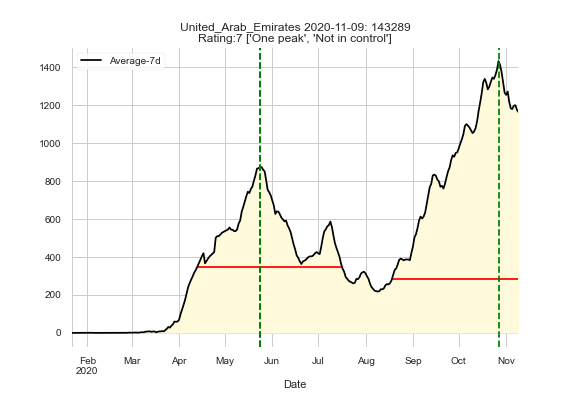 United_Arab_Emirates 2020-11-09: 143289
Rating:7 ['One peak', 'Not in control']
Average-7d
1400
1200
1000
800
600
400
200
0
Feb Mar Apr May Jun Jul Aug Sep Oct Nov
2020
Date